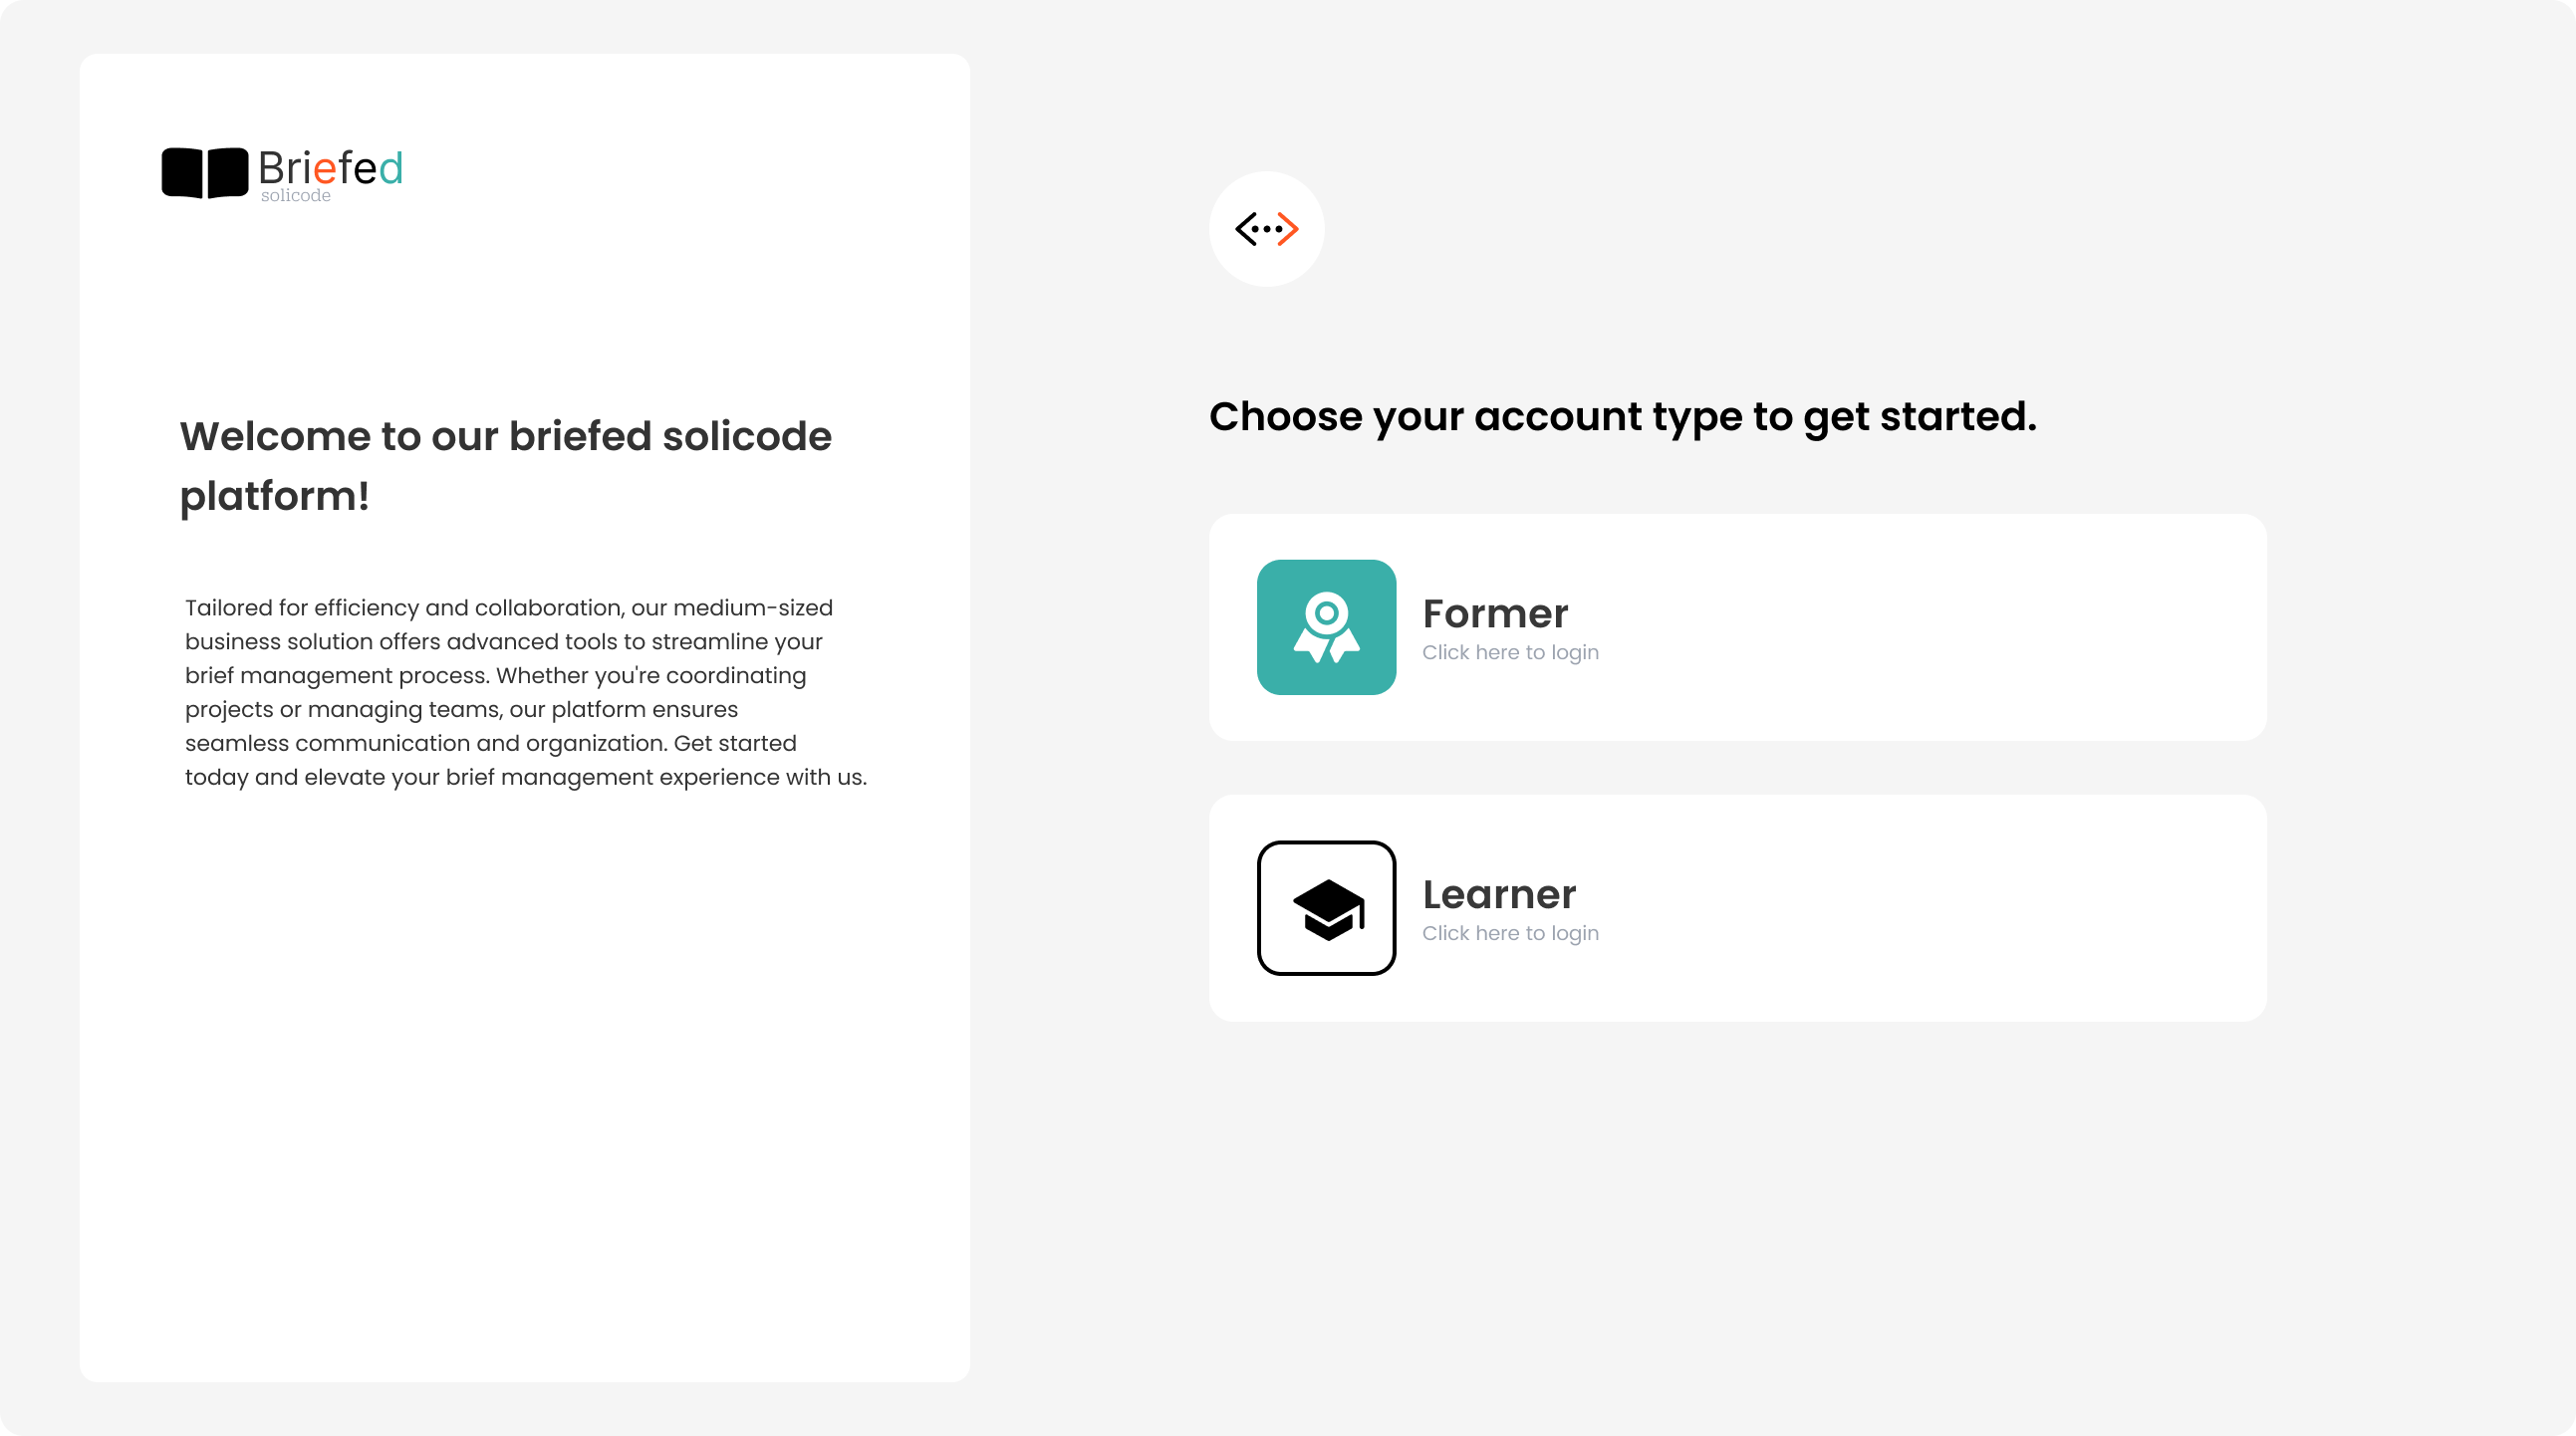 Briefed
solicode
Welcome to our briefed solicode
platform!
Tailored for efficiency and collaboration, our medium-sized
business solution offers advanced tools to streamline your
brief management process. Whether you're coordinating
projects or managing teams, our platform ensures
seamless communication and organization. Get started
today and elevate your brief management experience with us.
Choose your account type to get started.
Former
Click here to login
Learner
Click here to login